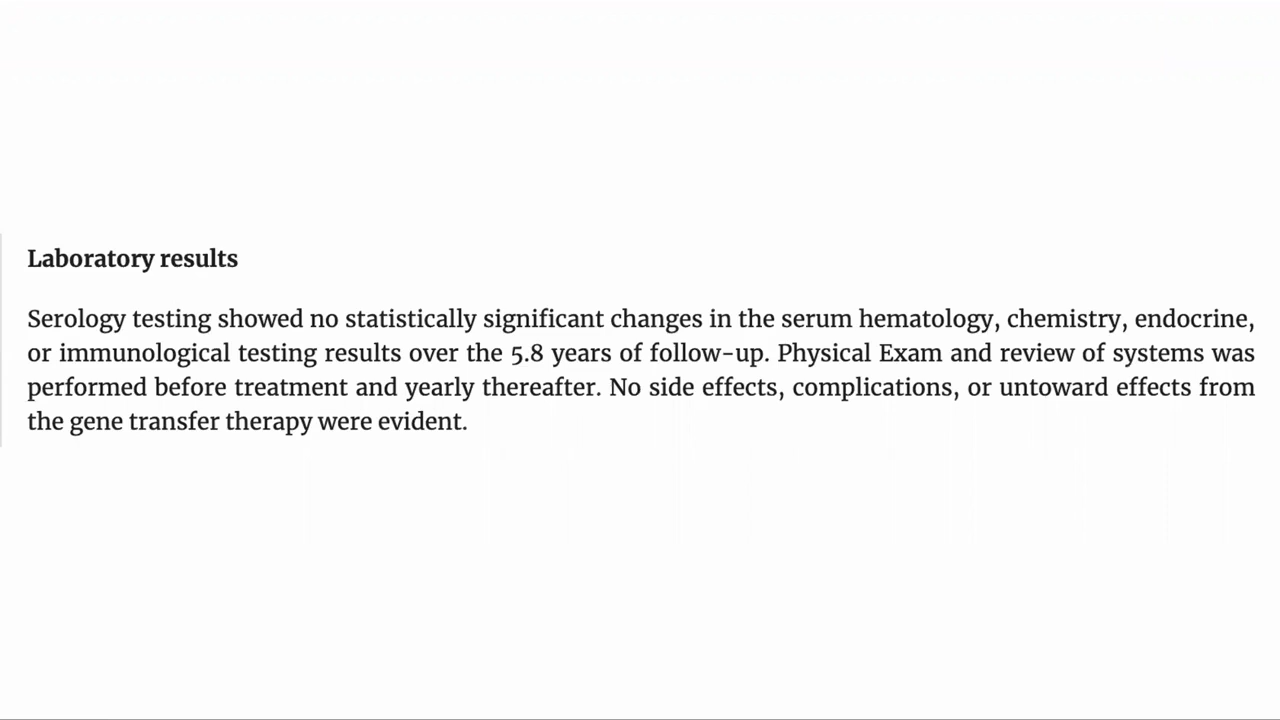 Laboratory results
Serology testing showed no statistically significant changes in the serum hematology, chemistry, endocrine,
or immunological testing results over the 5.8 years of follow-up. Physical Exam and review of systems was
performed before treatment and yearly thereafter. No side effects, complications, or untoward effects from
the gene transfer therapy were evident.